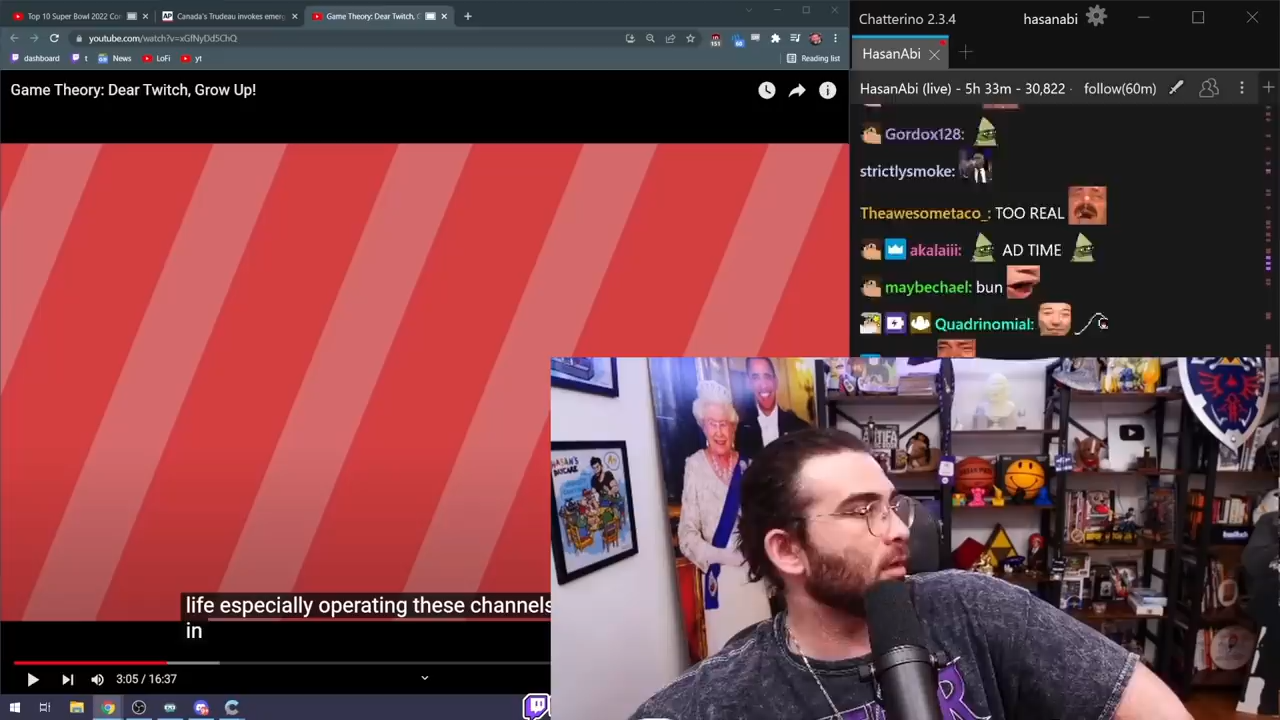 Top 10 Super Bowl 2022 Co
Canada's Trudeau invokes emer
Game Theory: Dear Twitch, G
youtube.com/watch?v=xGfNyDd5ChQ
dashboard
t
News
LoFi
yt
Reading list
Game Theory: Dear Twitch, Grow Up!
life especially operating these channels
in
3:05 / 16:37
Chatterino 2.3.4
hasanabi
HasanAbi
HasanAbi (live) - 5h 33m - 30,822
follow(60m)
Gordox128:
strictlysmoke:
Theawesometaco_: TOO REAL
akalaiii: AD TIME
maybechael: bun
Quadrinomial:
HASAN'S